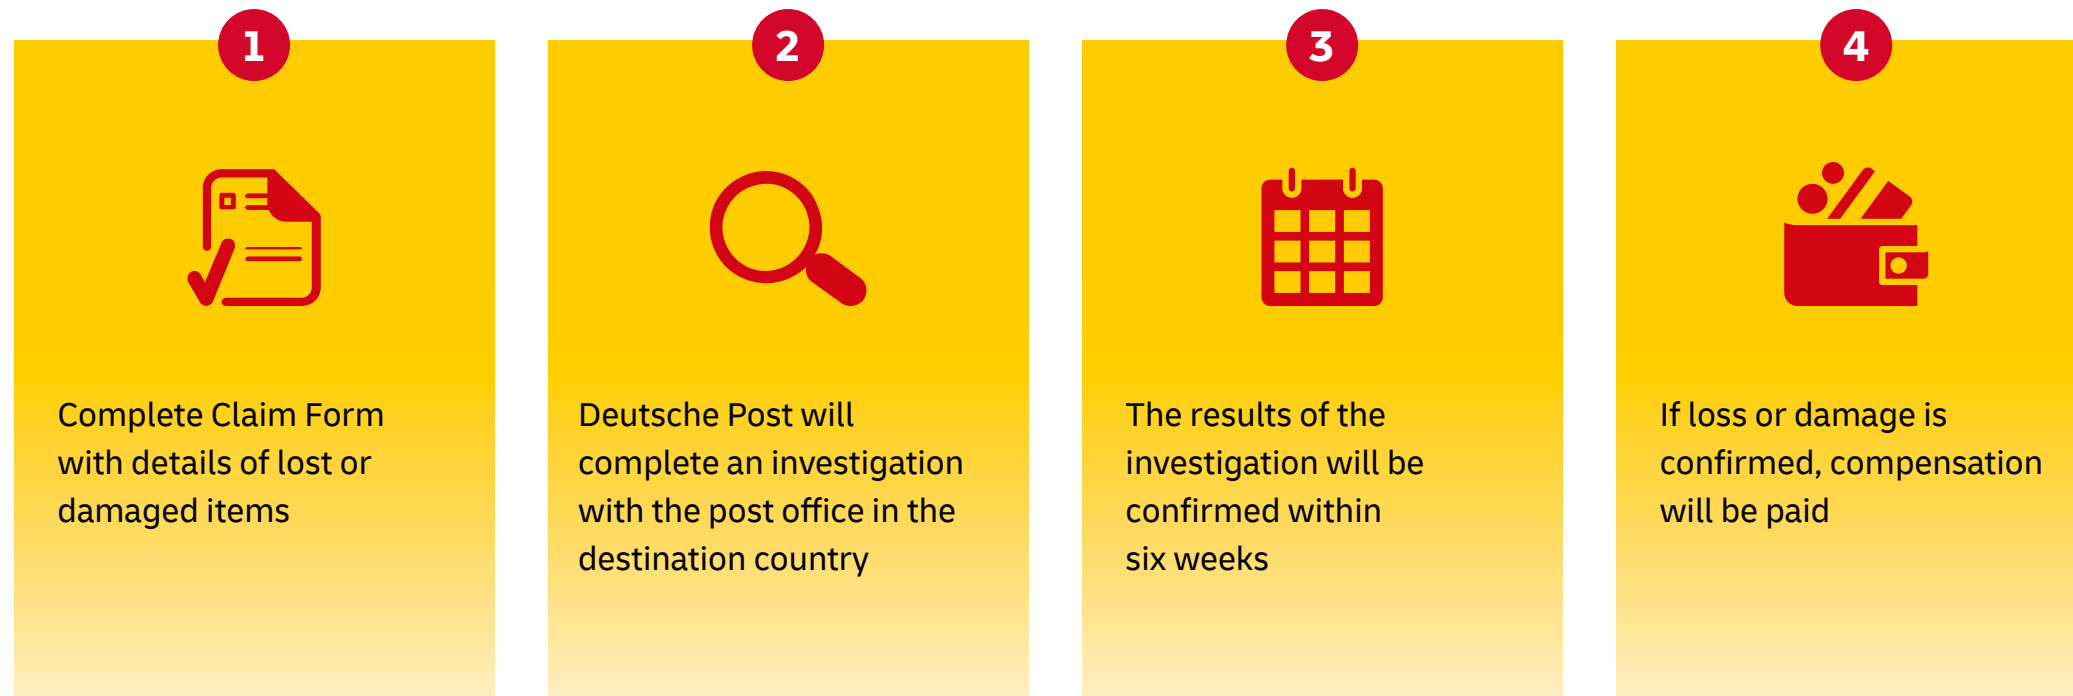 1
Complete Claim Form
with details of lost or
damaged items
2
Deutsche Post will
complete an investigation
with the post office in the
destination country
3
The results of the
investigation will be
confirmed within
six weeks
4
If loss or damage is
confirmed, compensation
will be paid